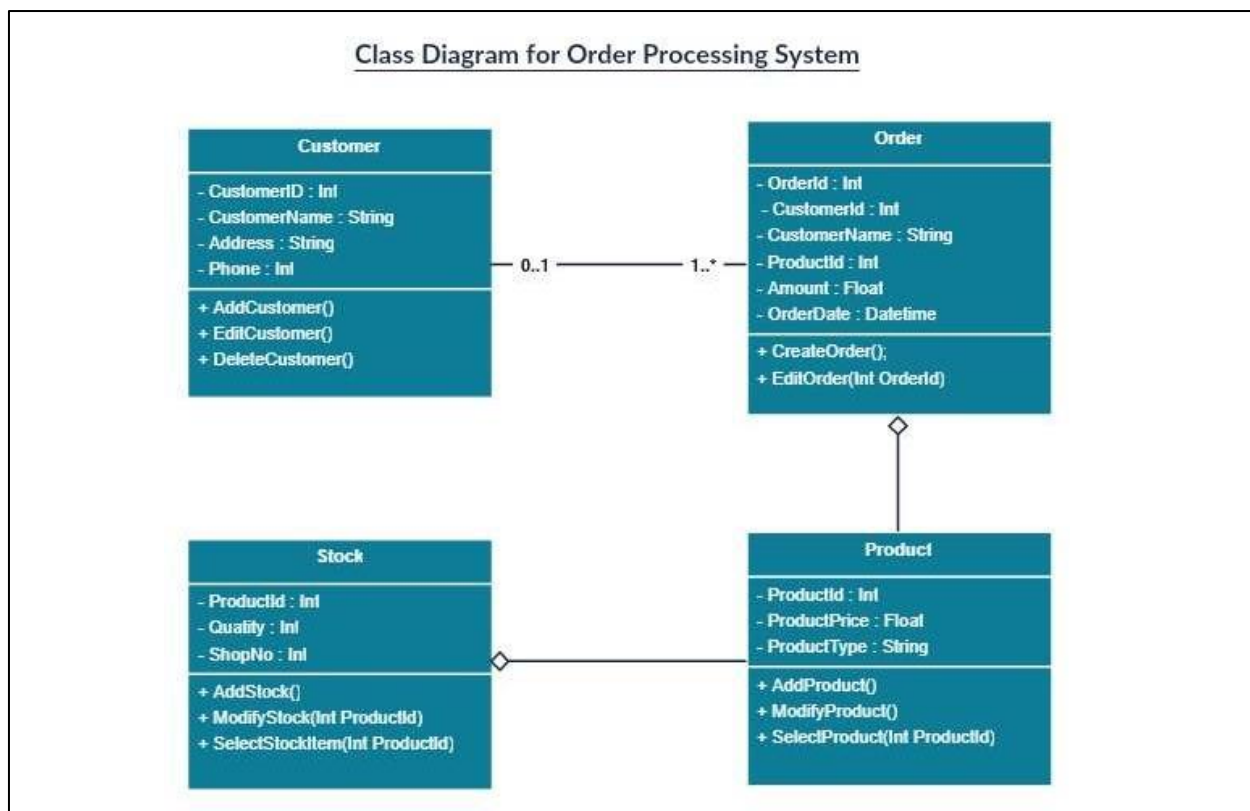 Class Diagram for Order Processing System
Customer
- CustomerID : Int
- CustomerName : String
- Address : String
- Phone : Int
+ AddCustomer()
+ EditCustomer()
+ DeleteCustomer()
0..1
1..*
Order
- OrderId : Int
- CustomerId : Int
- CustomerName : String
- ProductId : Int
- Amount : Float
- OrderDate : Datetime
+ CreateOrder();
+ EditOrder(Int OrderId)
Stock
- ProductId : Int
- Quality : Int
- ShopNo : Int
+ AddStock()
+ ModifyStock(Int ProductId)
+ SelectStockItem(Int ProductId)
Product
- ProductId : Int
- ProductPrice : Float
- ProductType : String
+ AddProduct()
+ ModifyProduct()
+ SelectProduct(Int ProductId)